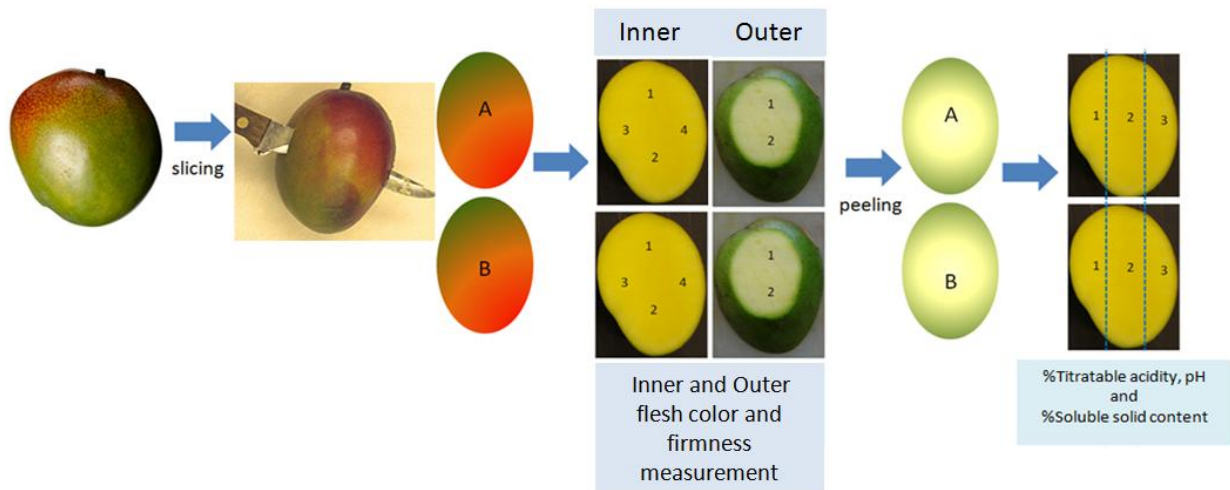 Inner
Outer
slicing
A
B
1
3
4
2
1
2
1
3
4
2
1
2
Inner and Outer
flesh color and
firmness
measurement
peeling
A
B
1
2
3
1
2
3
%Titratable acidity, pH
and
%Soluble solid content